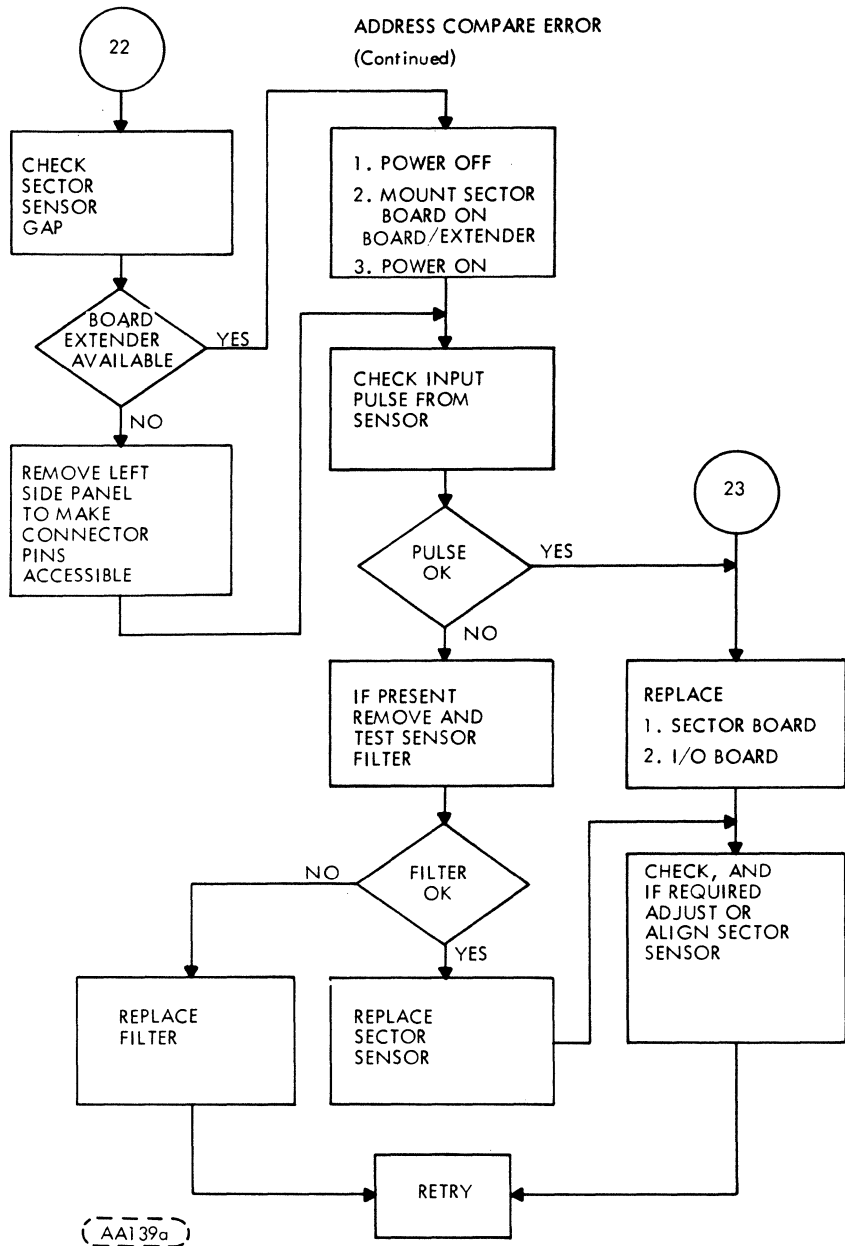 ADDRESS COMPARE ERROR
(Continued)
22
CHECK
SECTOR
SENSOR
GAP
BOARD
EXTENDER
AVAILABLE
YES
NO
REMOVE LEFT
SIDE PANEL
TO MAKE
CONNECTOR
PINS
ACCESSIBLE
1. POWER OFF
2. MOUNT SECTOR
BOARD ON
BOARD/EXTENDER
3. POWER ON
CHECK INPUT
PULSE FROM
SENSOR
PULSE
OK
YES
NO
23
IF PRESENT
REMOVE AND
TEST SENSOR
FILTER
REPLACE
1. SECTOR BOARD
2. I/O BOARD
FILTER
OK
NO
YES
CHECK, AND
IF REQUIRED
ADJUST OR
ALIGN SECTOR
SENSOR
REPLACE
FILTER
REPLACE
SECTOR
SENSOR
RETRY
AA139a